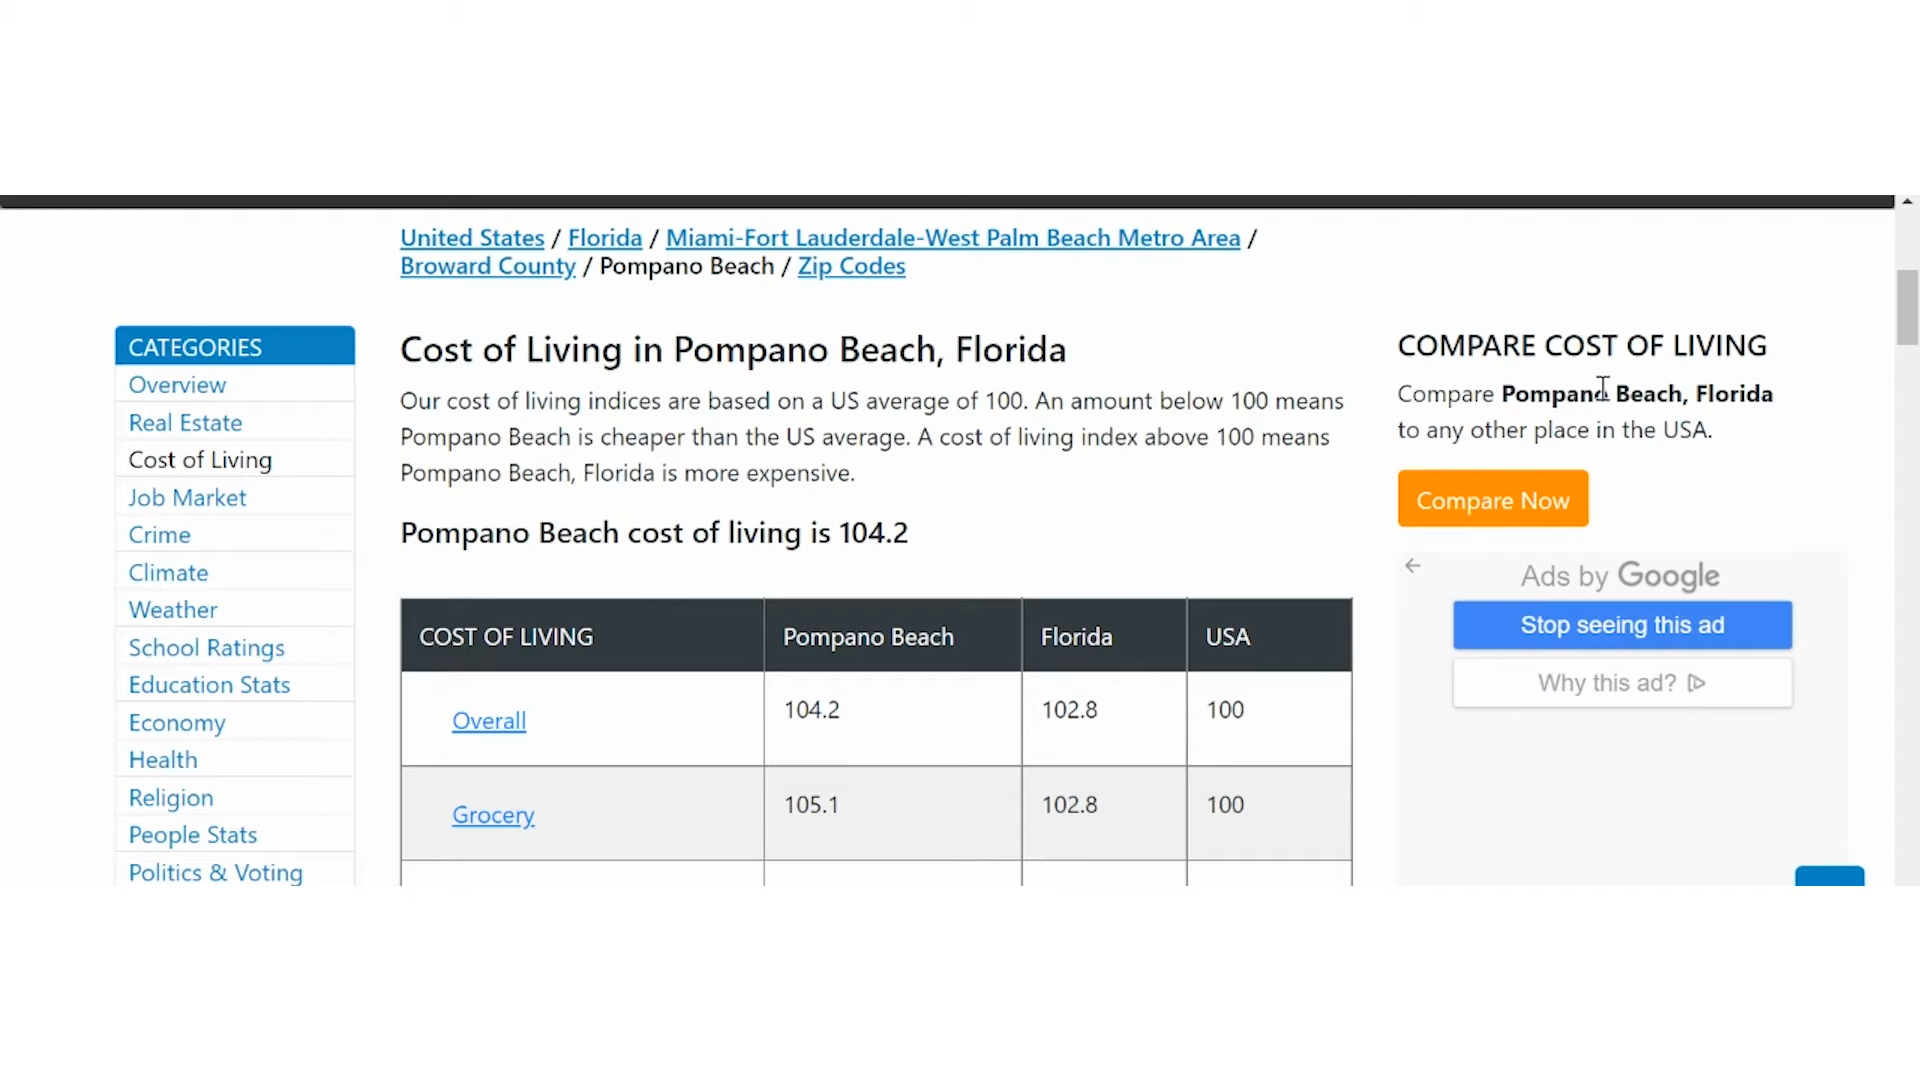 United States / Florida / Miami-Fort Lauderdale-West Palm Beach Metro Area /
Broward County / Pompano Beach / Zip Codes
CATEGORIES
Overview
Real Estate
Cost of Living
Job Market
Crime
Climate
Weather
School Ratings
Education Stats
Economy
Health
Religion
People Stats
Politics & Voting
Cost of Living in Pompano Beach, Florida
Our cost of living indices are based on a US average of 100. An amount below 100 means
Pompano Beach is cheaper than the US average. A cost of living index above 100 means
Pompano Beach, Florida is more expensive.
Pompano Beach cost of living is 104.2
COST OF LIVING Pompano Beach Florida USA
Overall 104.2 102.8 100
Grocery 105.1 102.8 100
COMPARE COST OF LIVING
Compare Pompano Beach, Florida
to any other place in the USA.
Compare Now
Ads by Google
Stop seeing this ad
Why this ad?